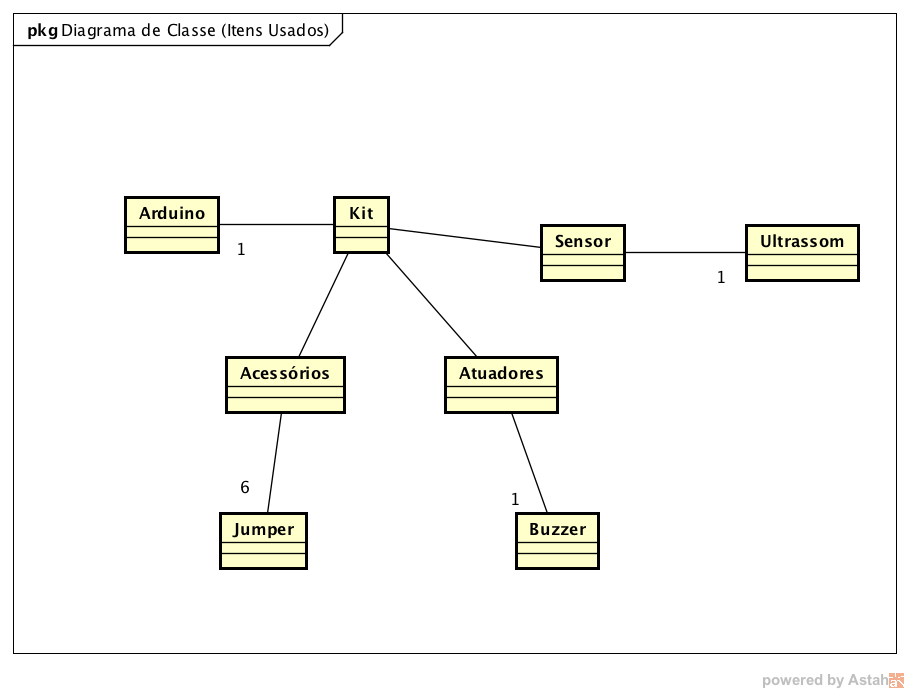 pkg Diagrama de Classe (Itens Usados)
Arduino
Kit
1
Sensor
Ultrassom
1
Acessórios
Atuadores
6
1
Jumper
Buzzer
powered by Astah